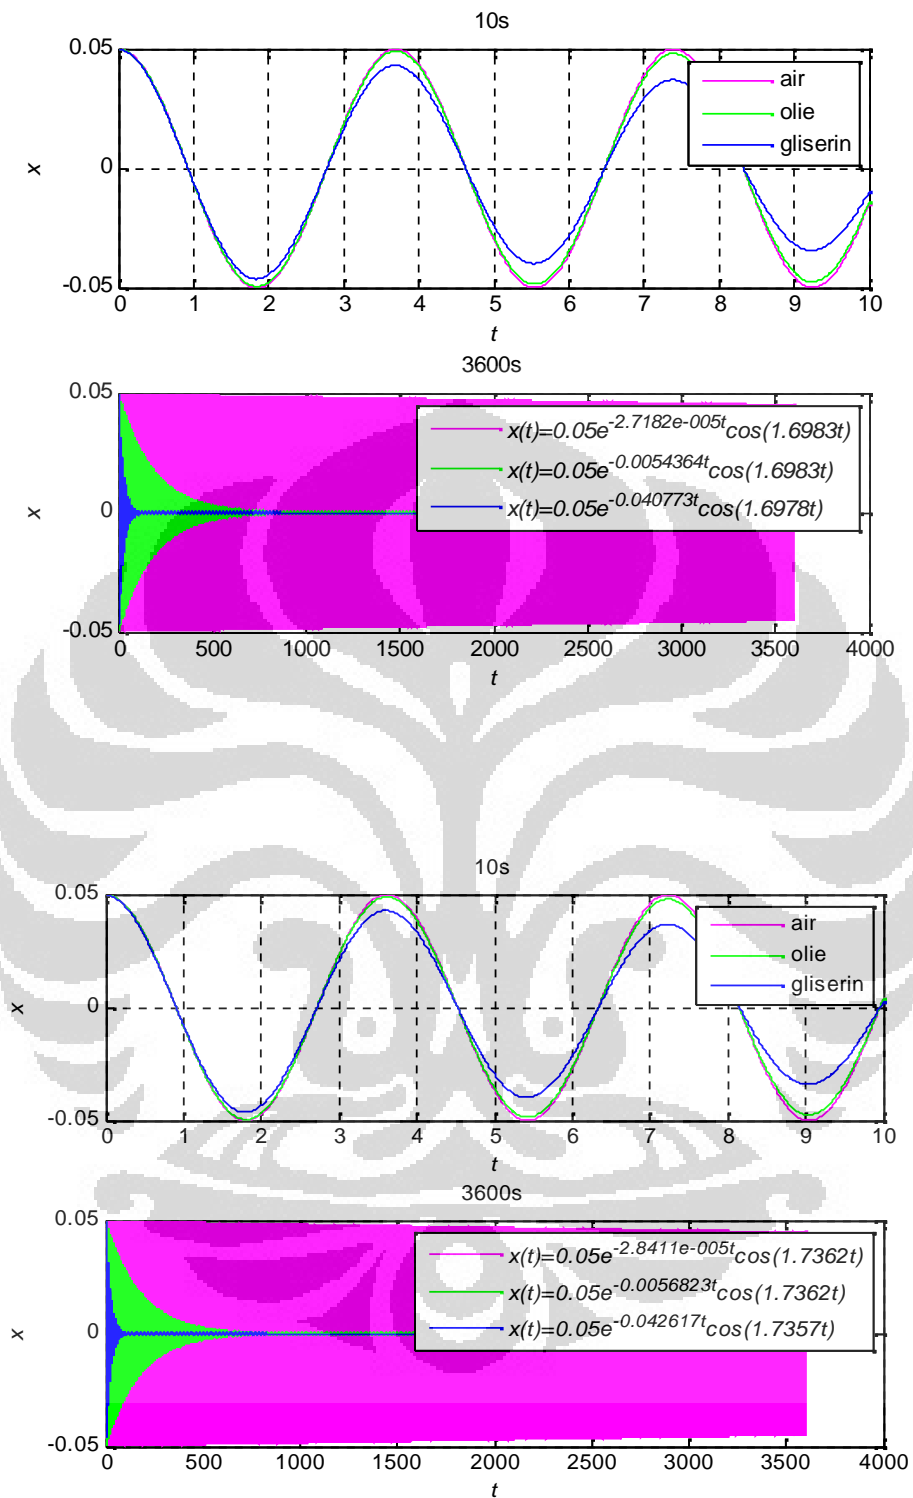 10s
0.05
0
-0.05
x
air
olie
gliserin
0 1 2 3 4 5 6 7 8 9 10
t
3600s
0.05
0
-0.05
x
x(t)=0.05e^-2.7182e-005t cos(1.6983t)
x(t)=0.05e^-0.0054364t cos(1.6983t)
x(t)=0.05e^-0.040773t cos(1.6978t)
0 500 1000 1500 2000 2500 3000 3500 4000
t
10s
0.05
0
-0.05
x
air
olie
gliserin
0 1 2 3 4 5 6 7 8 9 10
t
3600s
0.05
0
-0.05
x
x(t)=0.05e^-2.8411e-005t cos(1.7362t)
x(t)=0.05e^-0.0056823t cos(1.7362t)
x(t)=0.05e^-0.042617t cos(1.7357t)
0 500 1000 1500 2000 2500 3000 3500 4000
t